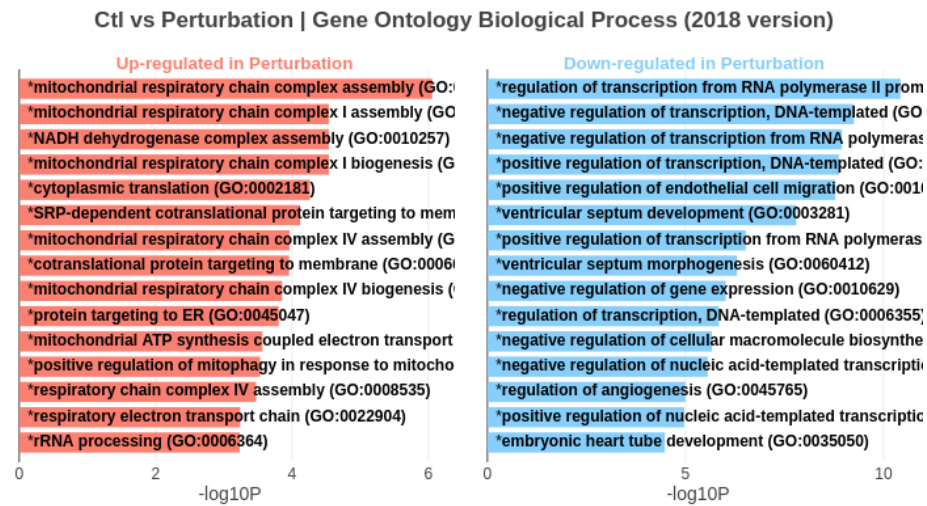 Ctl vs Perturbation | Gene Ontology Biological Process (2018 version)
Up-regulated in Perturbation
*mitochondrial respiratory chain complex assembly (GO:
*mitochondrial respiratory chain complex I assembly (GO
*NADH dehydrogenase complex assembly (GO:0010257)
*mitochondrial respiratory chain complex I biogenesis (G
*cytoplasmic translation (GO:0002181)
*SRP-dependent cotranslational protein targeting to mem
*mitochondrial respiratory chain complex IV assembly (G
*cotranslational protein targeting to membrane (GO:0006
*mitochondrial respiratory chain complex IV biogenesis (
*protein targeting to ER (GO:0045047)
*mitochondrial ATP synthesis coupled electron transport
*positive regulation of mitophagy in response to mitocho
*respiratory chain complex IV assembly (GO:0008535)
*respiratory electron transport chain (GO:0022904)
*rRNA processing (GO:0006364)
0 2 4 6
-log10P
Down-regulated in Perturbation
*regulation of transcription from RNA polymerase II prom
*negative regulation of transcription, DNA-templated (GO
*negative regulation of transcription from RNA polymeras
*positive regulation of transcription, DNA-templated (GO:
*positive regulation of endothelial cell migration (GO:001
*ventricular septum development (GO:0003281)
*positive regulation of transcription from RNA polymeras
*ventricular septum morphogenesis (GO:0060412)
*negative regulation of gene expression (GO:0010629)
*regulation of transcription, DNA-templated (GO:0006355)
*negative regulation of cellular macromolecule biosynthe
*negative regulation of nucleic acid-templated transcripti
*regulation of angiogenesis (GO:0045765)
*positive regulation of nucleic acid-templated transcriptio
*embryonic heart tube development (GO:0035050)
0 5 10
-log10P